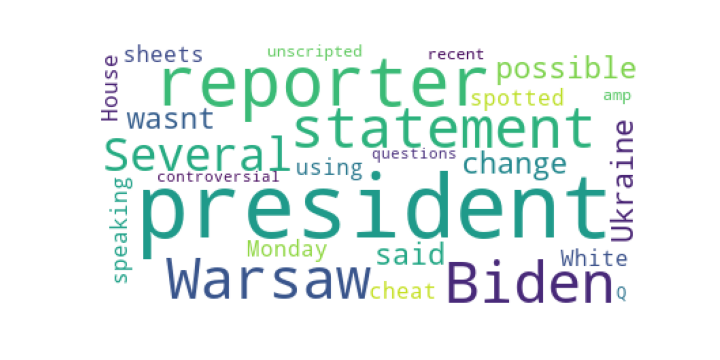 sheets unscripted recent
House reporter possible
spotted amp
wasnt statement
Several using questions change Ukraine
controversial
speaking president
Monday said White
Warsaw cheat Biden Q